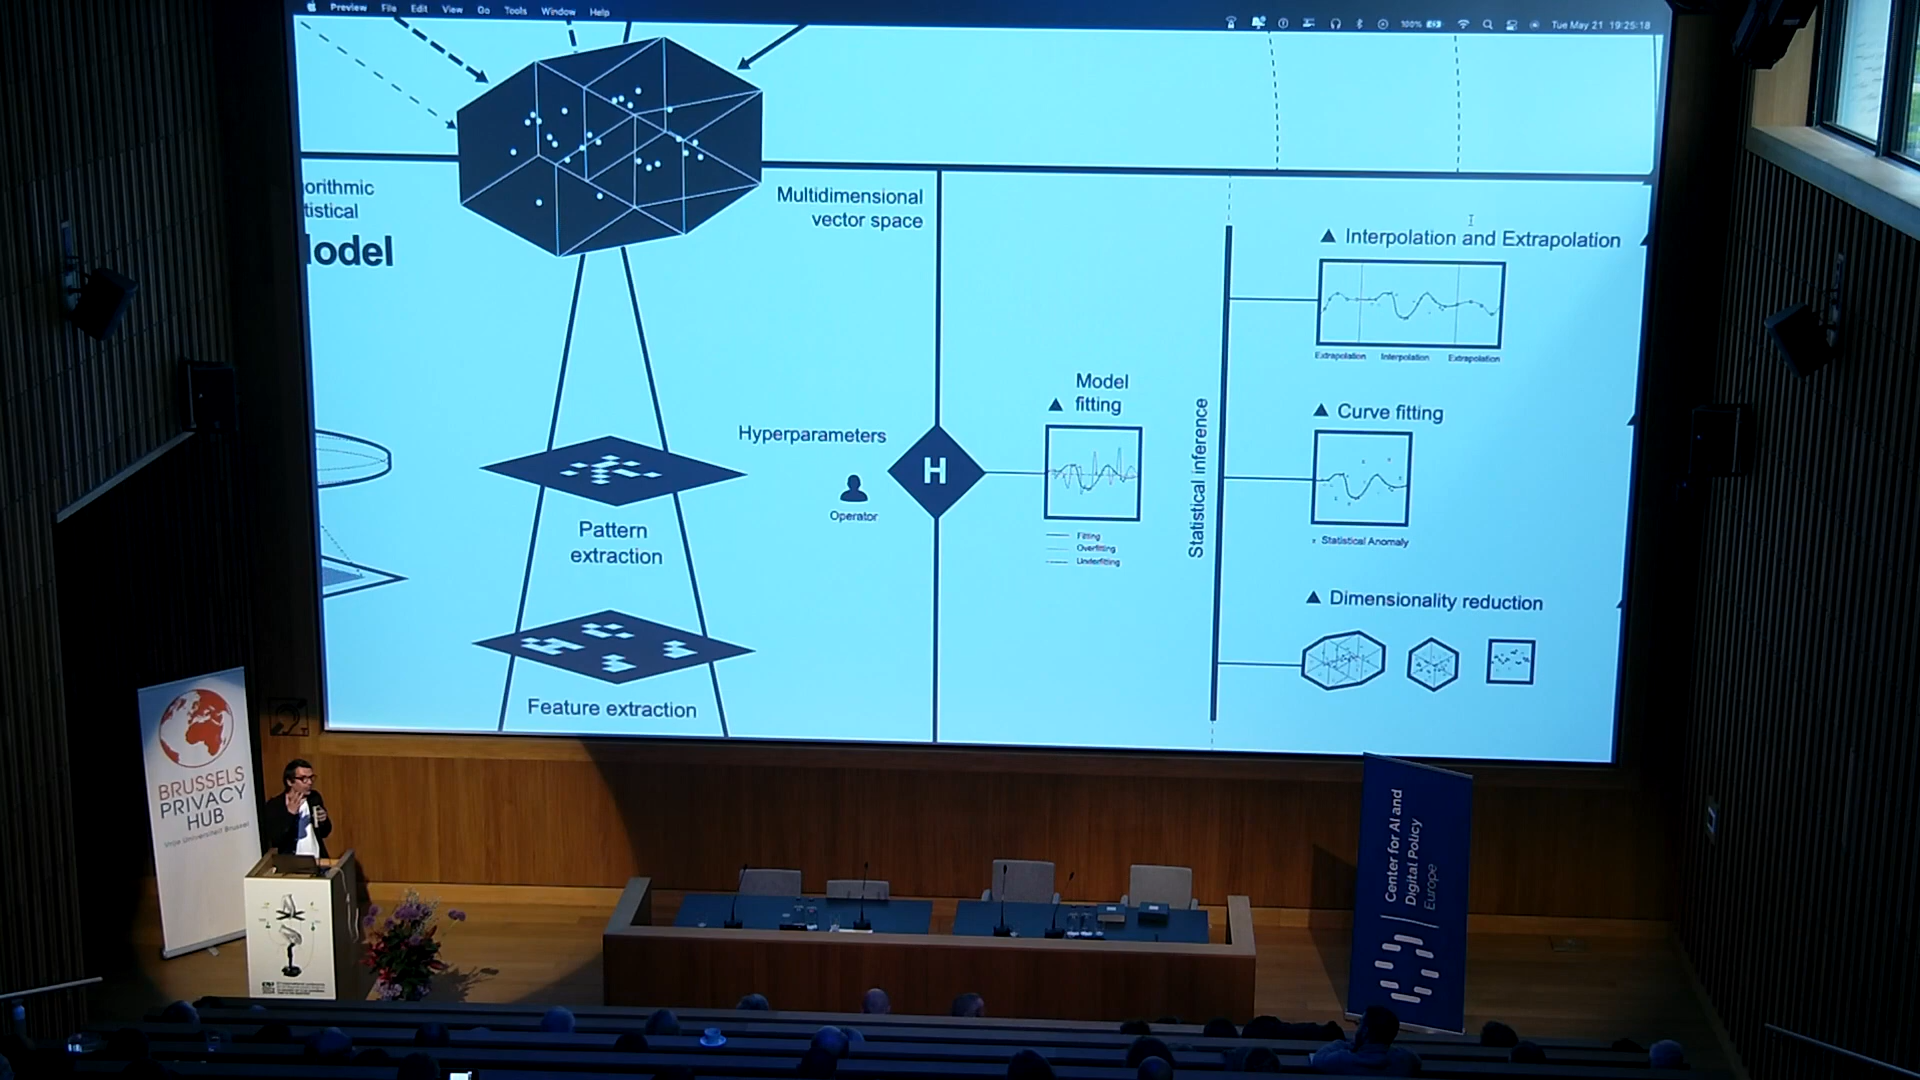 Preview File Edit View Go Tools Window Help
100% Tue May 21 19:25:18
orithmic
tistical
lodel
Multidimensional
vector space
Hyperparameters
Operator
H
Pattern
extraction
Feature extraction
Model
fitting
Fitting
Overfitting
Underfitting
Statistical inference
Interpolation and Extrapolation
Extrapolation Interpolation Extrapolation
Curve fitting
Statistical Anomaly
Dimensionality reduction
BRUSSELS
PRIVACY
HUB
Vrije Universiteit Brussel
Center for AI and
Digital Policy
Europe